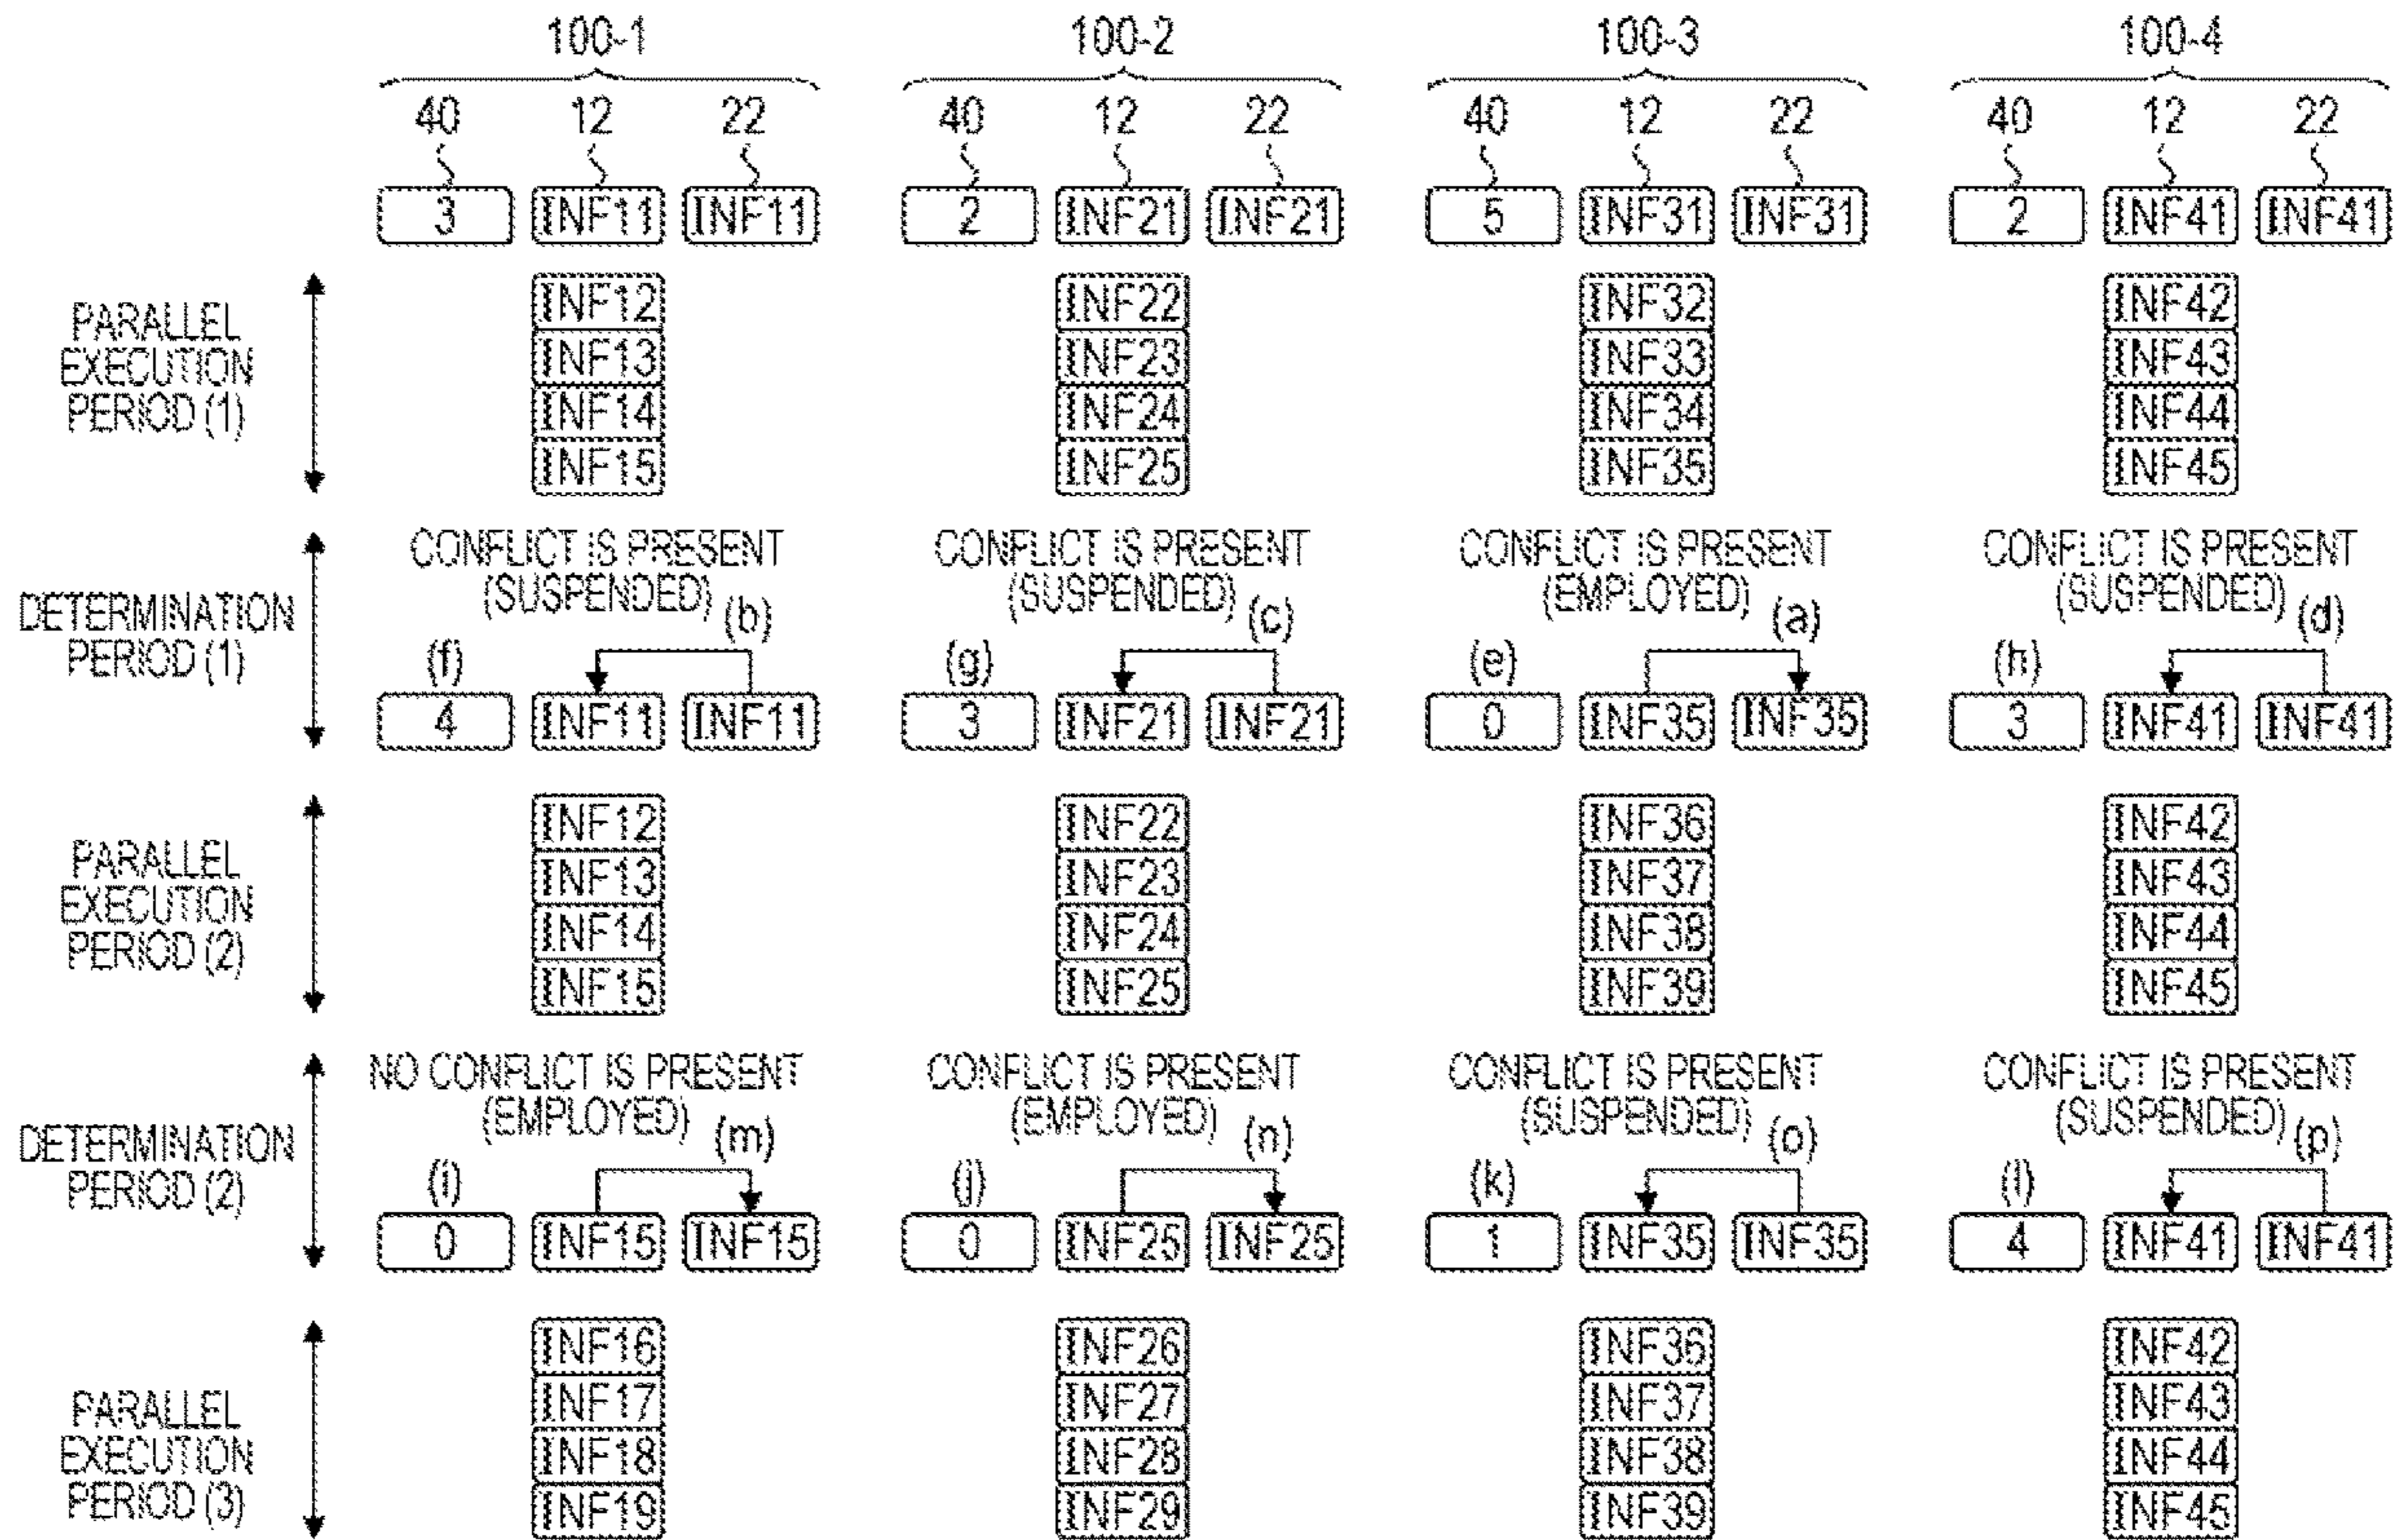 100-1 100-2 100-3 100-4
40 12 22 40 12 22 40 12 22 40 12 22
3 INF11 INF11 2 INF21 INF21 5 INF31 INF31 2 INF41 INF41
PARALLEL
EXECUTION
PERIOD (1)
INF12 INF22 INF32 INF42
INF13 INF23 INF33 INF43
INF14 INF24 INF34 INF44
INF15 INF25 INF35 INF45
DETERMINATION
PERIOD (1)
CONFLICT IS PRESENT CONFLICT IS PRESENT CONFLICT IS PRESENT CONFLICT IS PRESENT
(SUSPENDED) (SUSPENDED) (EMPLOYED) (SUSPENDED)
(b) (c) (a) (d)
(f) (g) (e) (h)
4 INF11 INF11 3 INF21 INF21 0 INF35 INF35 3 INF41 INF41
PARALLEL
EXECUTION
PERIOD (2)
INF12 INF22 INF36 INF42
INF13 INF23 INF37 INF43
INF14 INF24 INF38 INF44
INF15 INF25 INF39 INF45
DETERMINATION
PERIOD (2)
NO CONFLICT IS PRESENT CONFLICT IS PRESENT CONFLICT IS PRESENT CONFLICT IS PRESENT
(EMPLOYED) (EMPLOYED) (SUSPENDED) (SUSPENDED)
(m) (n) (o) (p)
(i) (j) (k) (l)
0 INF15 INF15 0 INF25 INF25 1 INF35 INF35 4 INF41 INF41
PARALLEL
EXECUTION
PERIOD (3)
INF16 INF26 INF36 INF42
INF17 INF27 INF37 INF43
INF18 INF28 INF38 INF44
INF19 INF29 INF39 INF45